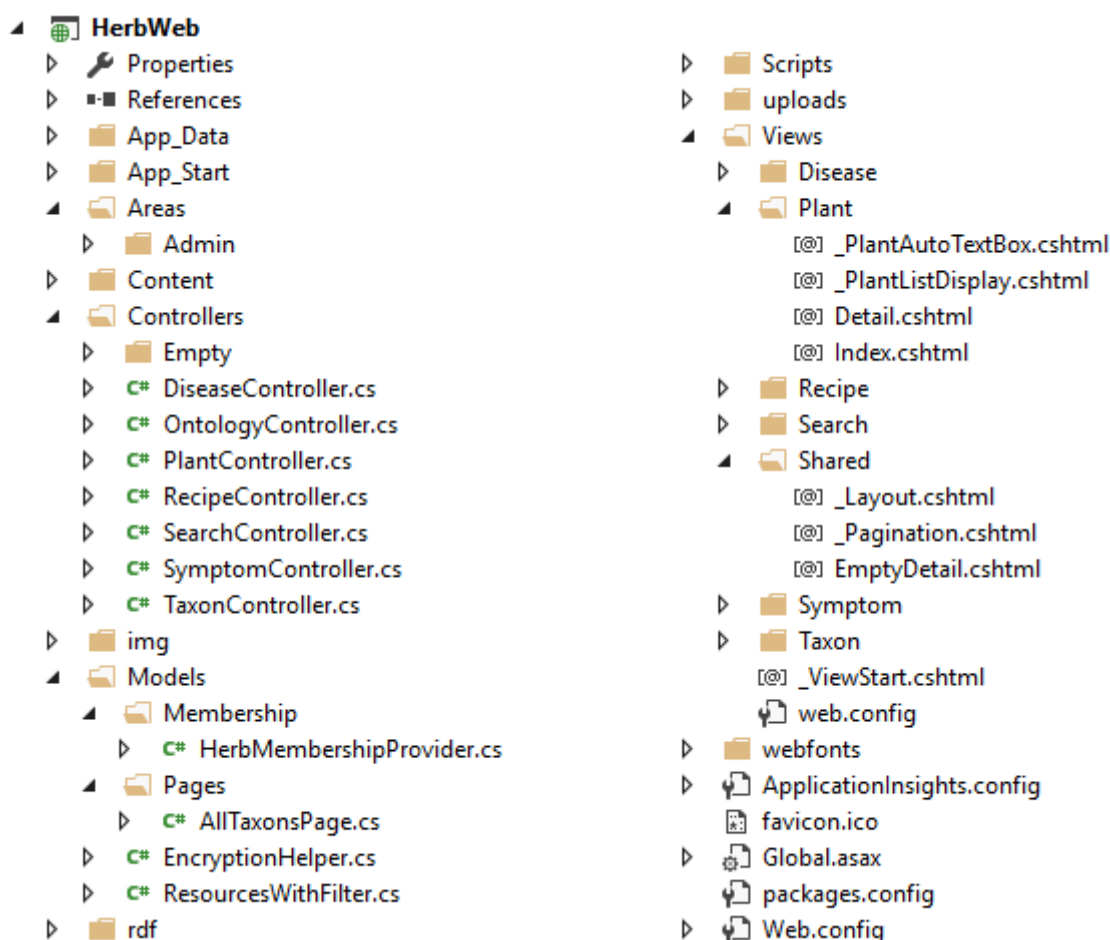 HerbWeb
Properties
References
App_Data
App_Start
Areas
Admin
Content
Controllers
Empty
C# DiseaseController.cs
C# OntologyController.cs
C# PlantController.cs
C# RecipeController.cs
C# SearchController.cs
C# SymptomController.cs
C# TaxonController.cs
img
Models
Membership
C# HerbMembershipProvider.cs
Pages
C# AllTaxonsPage.cs
C# EncryptionHelper.cs
C# ResourcesWithFilter.cs
rdf
Scripts
uploads
Views
Disease
Plant
[@] _PlantAutoTextBox.cshtml
[@] _PlantListDisplay.cshtml
[@] Detail.cshtml
[@] Index.cshtml
Recipe
Search
Shared
[@] _Layout.cshtml
[@] _Pagination.cshtml
[@] EmptyDetail.cshtml
Symptom
Taxon
[@] _ViewStart.cshtml
web.config
webfonts
ApplicationInsights.config
favicon.ico
Global.asax
packages.config
Web.config